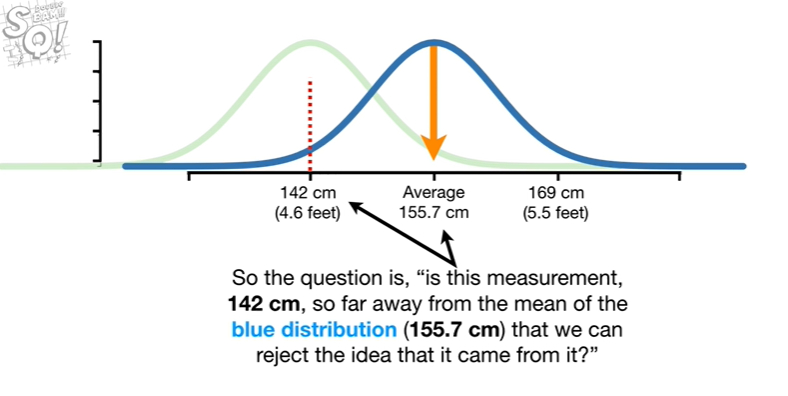 142 cm
(4.6 feet)
Average
155.7 cm
169 cm
(5.5 feet)
So the question is, “is this measurement,
142 cm, so far away from the mean of the
blue distribution (155.7 cm) that we can
reject the idea that it came from it?”